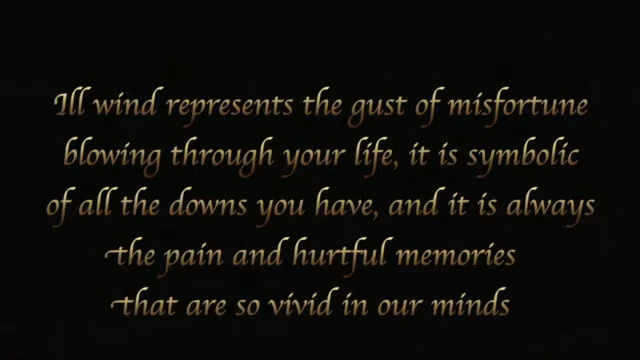 Ill wind represents the gust of misfortune
blowing through your life, it is symbolic
of all the downs you have, and it is always
the pain and hurtful memories
that are so vivid in our minds